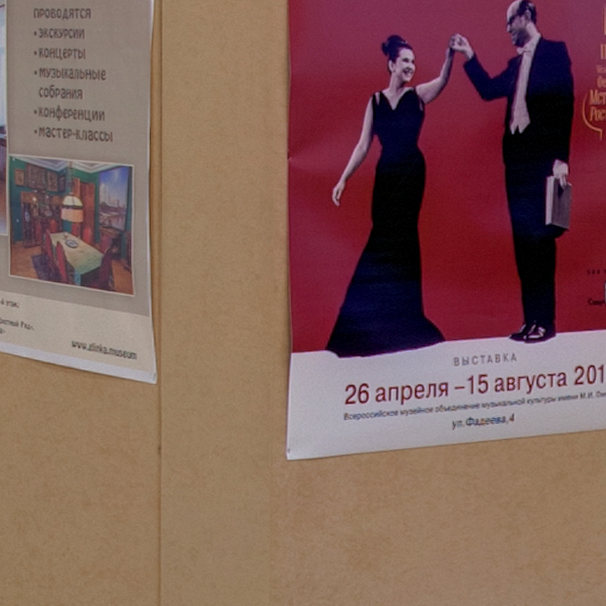 ПРОВОДЯТСЯ
•ЭКСКУРСИИ
•КОНЦЕРТЫ
•МУЗЫКАЛЬНЫЕ
СОБРАНИЯ
•КОНФЕРЕНЦИИ
•МАСТЕР-КЛАССЫ
www.glinka.museum
ВЫСТАВКА
26 апреля – 15 августа 201
Всероссийское музейное объединение музыкальной культуры имени М.И.
ул. Фадеева, 4